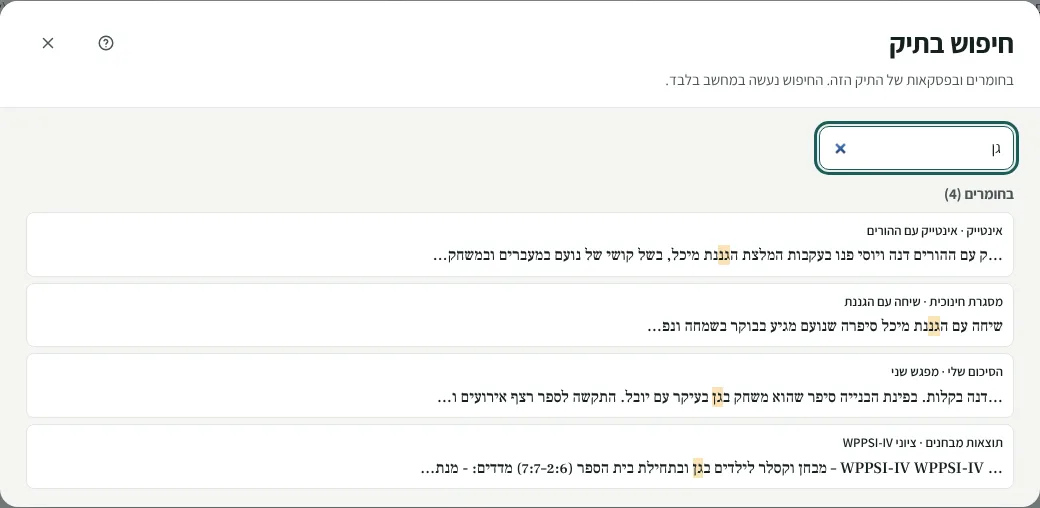 חיפוש בתיק
בחומרים ובפסקאות של התיק הזה. החיפוש נעשה במחשב בלבד.
גן
בחומרים (4)
אינטייק · אינטייק עם ההורים
...ק עם ההורים דנה ויוסי פנו בעקבות המלצת הגננת מיכל, בשל קושי של נועם במעברים ובמשחק...
מסגרת חינוכית · שיחה עם הגננת
שיחה עם הגננת מיכל סיפרה שנועם מגיע בבוקר בשמחה ונפ...
הסיכום שלי · מפגש שני
...דנה בקלות. בפינת הבנייה סיפר שהוא משחק בגן בעיקר עם יובל. התקשה לספר רצף אירועים ו...
תוצאות מבחנים · ציוני WPPSI-IV
... WPPSI-IV WPPSI-IV – מבחן וקסלר לילדים בגן ובתחילת בית הספר (2:6–7:7) מדדים: - מנת...